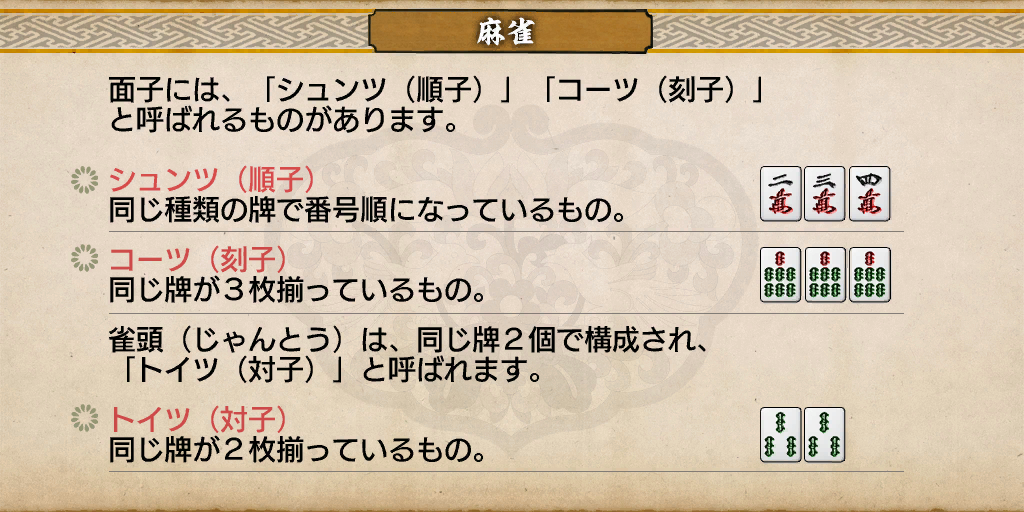 麻雀
面子には、「シュンツ（順子）」「コーツ（刻子）」
と呼ばれるものがあります。
シュンツ（順子）
同じ種類の牌で番号順になっているもの。
二萬 三萬 四萬
コーツ（刻子）
同じ牌が３枚揃っているもの。
雀頭（じゃんとう）は、同じ牌２個で構成され、
「トイツ（対子）」と呼ばれます。
トイツ（対子）
同じ牌が２枚揃っているもの。